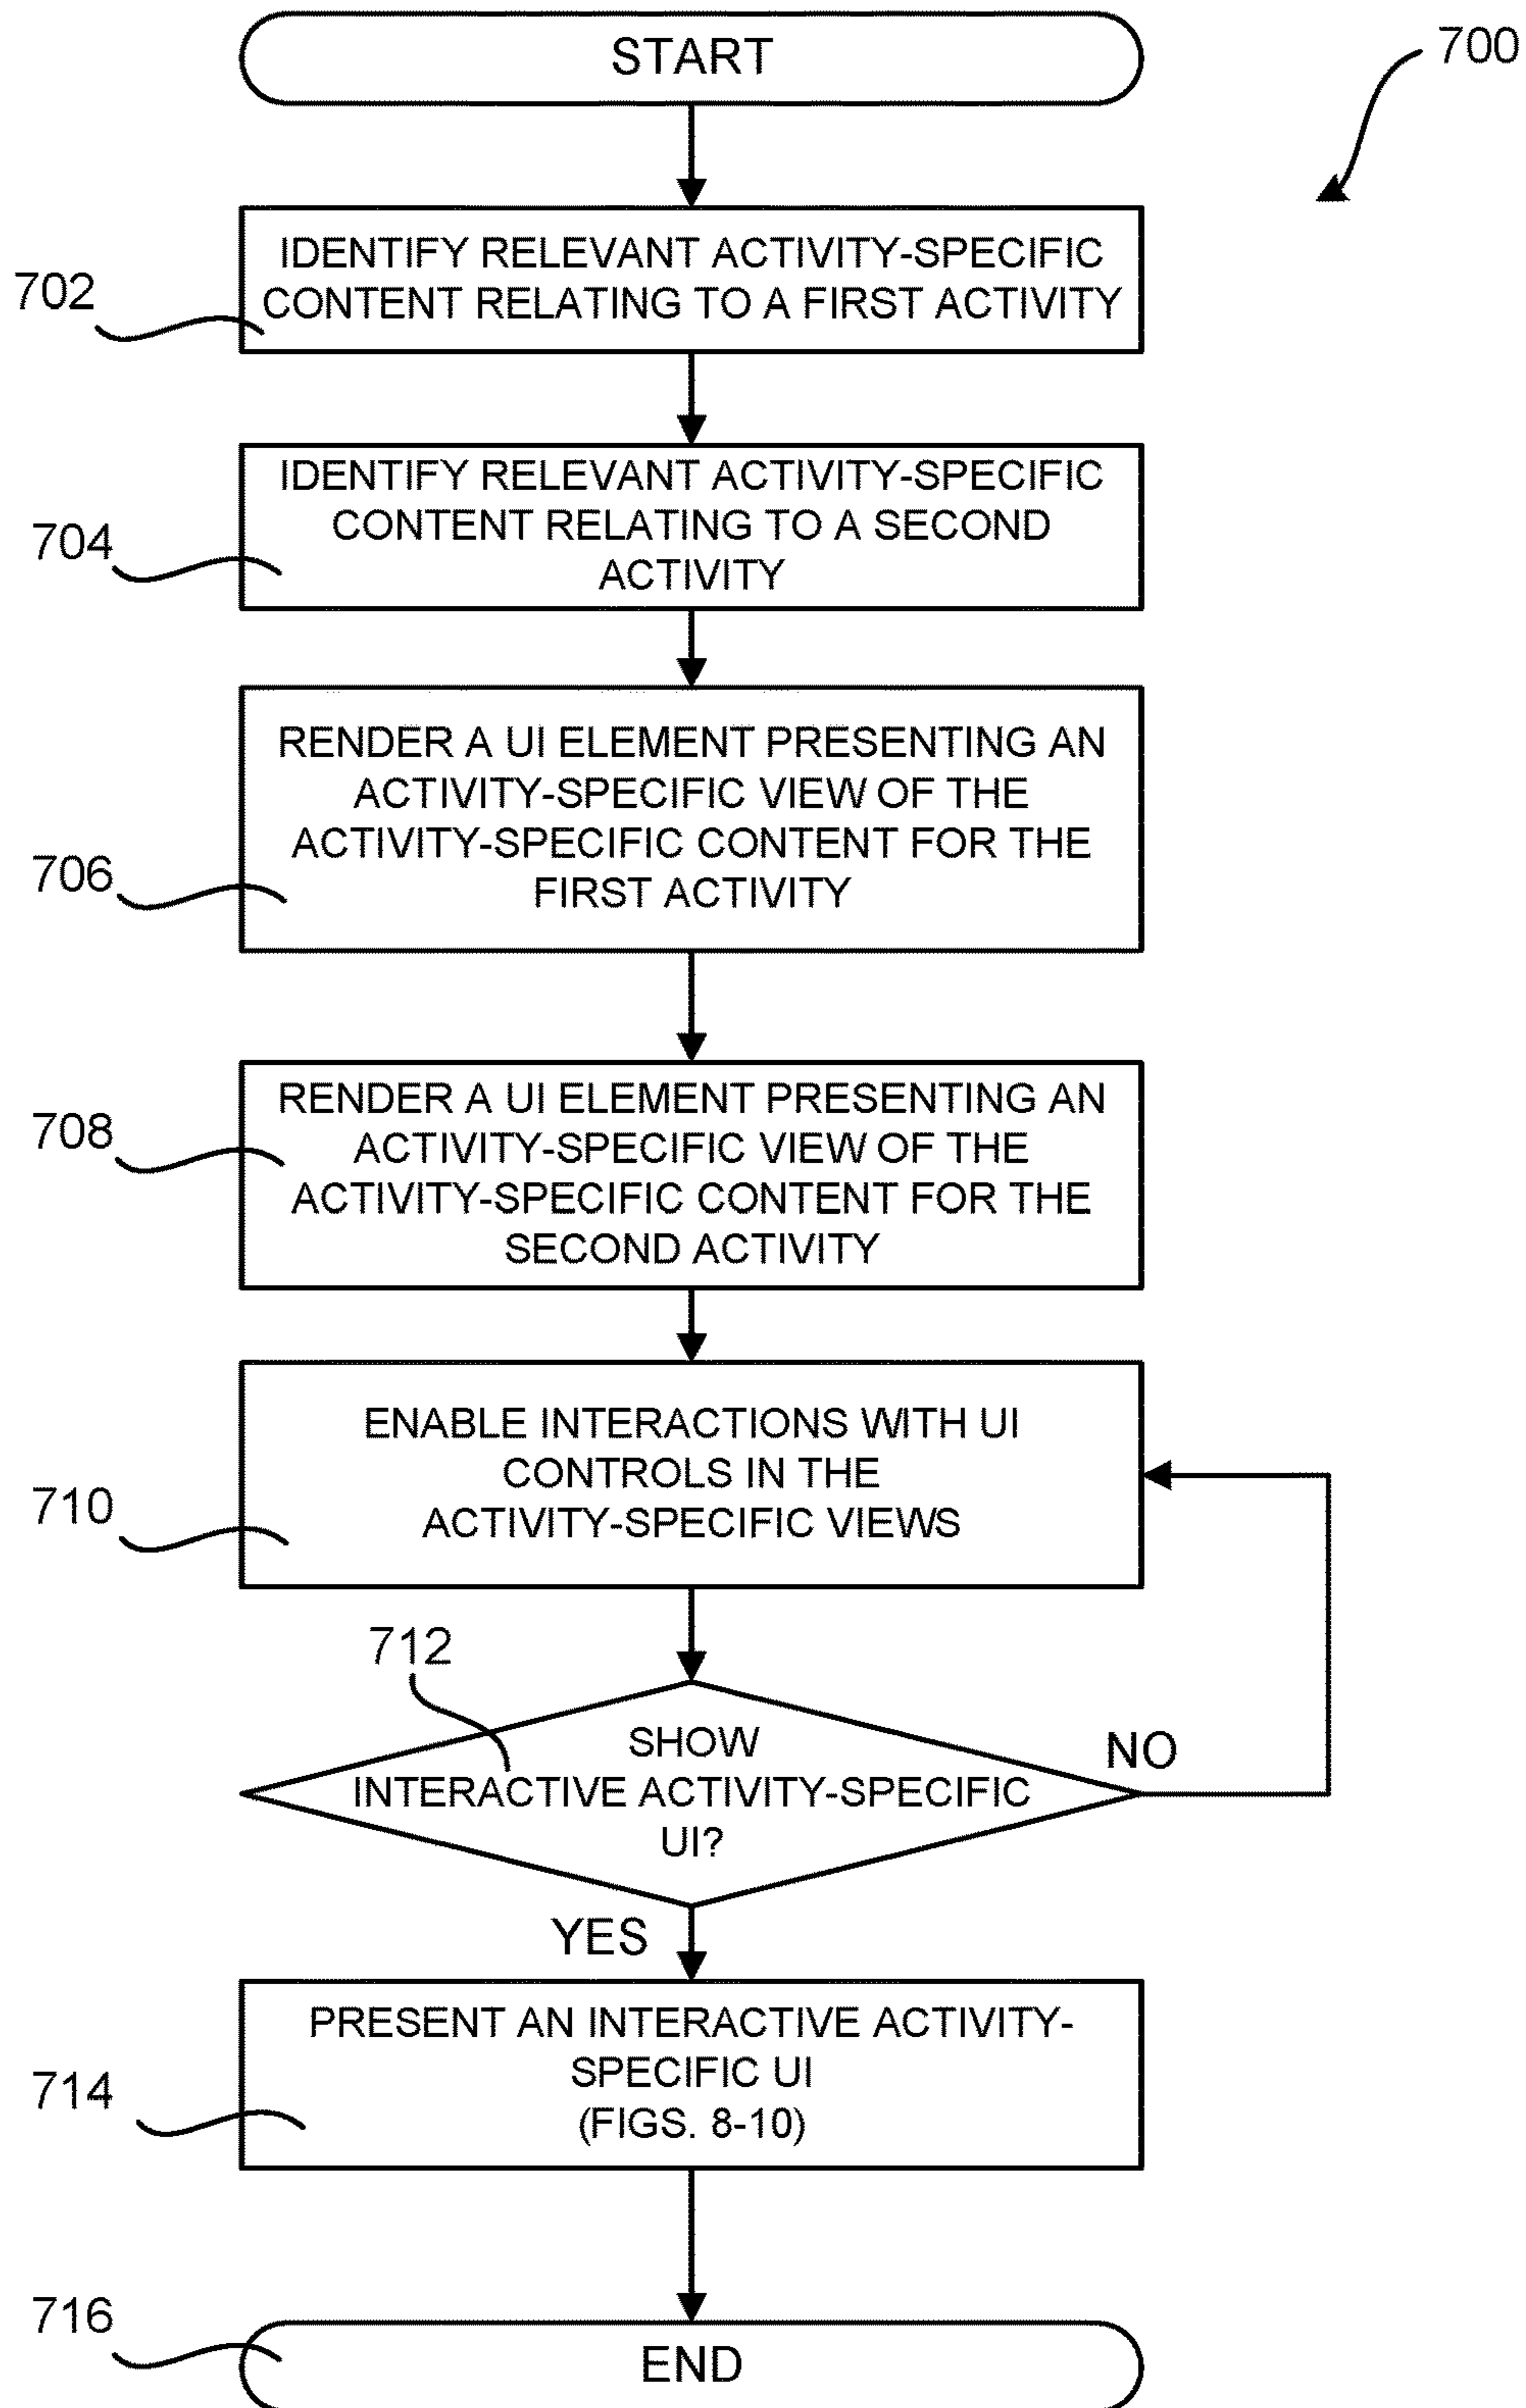 START
700
IDENTIFY RELEVANT ACTIVITY-SPECIFIC
CONTENT RELATING TO A FIRST ACTIVITY
702
IDENTIFY RELEVANT ACTIVITY-SPECIFIC
CONTENT RELATING TO A SECOND
ACTIVITY
704
RENDER A UI ELEMENT PRESENTING AN
ACTIVITY-SPECIFIC VIEW OF THE
ACTIVITY-SPECIFIC CONTENT FOR THE
FIRST ACTIVITY
706
RENDER A UI ELEMENT PRESENTING AN
ACTIVITY-SPECIFIC VIEW OF THE
ACTIVITY-SPECIFIC CONTENT FOR THE
SECOND ACTIVITY
708
ENABLE INTERACTIONS WITH UI
CONTROLS IN THE
ACTIVITY-SPECIFIC VIEWS
710
712
SHOW
INTERACTIVE ACTIVITY-SPECIFIC
UI?
NO
YES
PRESENT AN INTERACTIVE ACTIVITY-
SPECIFIC UI
(FIGS. 8-10)
714
716
END